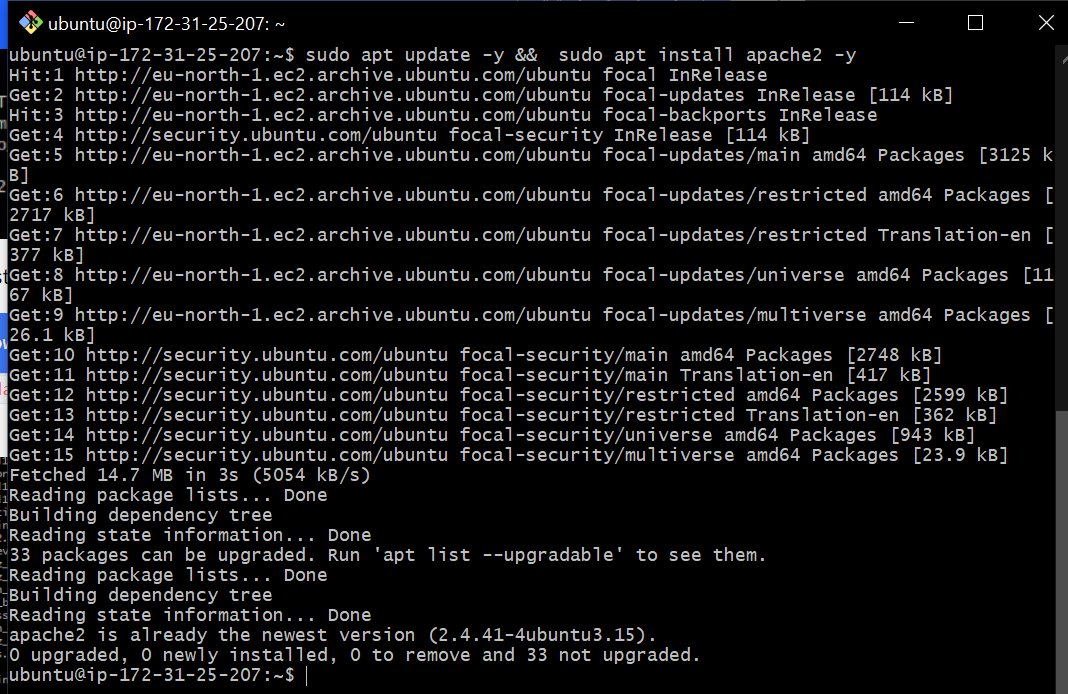 ubuntu@ip-172-31-25-207: ~
ubuntu@ip-172-31-25-207:~$ sudo apt update -y &&  sudo apt install apache2 -y
Hit:1 http://eu-north-1.ec2.archive.ubuntu.com/ubuntu focal InRelease
Get:2 http://eu-north-1.ec2.archive.ubuntu.com/ubuntu focal-updates InRelease [114 kB]
Hit:3 http://eu-north-1.ec2.archive.ubuntu.com/ubuntu focal-backports InRelease
Get:4 http://security.ubuntu.com/ubuntu focal-security InRelease [114 kB]
Get:5 http://eu-north-1.ec2.archive.ubuntu.com/ubuntu focal-updates/main amd64 Packages [3125 k
B]
Get:6 http://eu-north-1.ec2.archive.ubuntu.com/ubuntu focal-updates/restricted amd64 Packages [
2717 kB]
Get:7 http://eu-north-1.ec2.archive.ubuntu.com/ubuntu focal-updates/restricted Translation-en [
377 kB]
Get:8 http://eu-north-1.ec2.archive.ubuntu.com/ubuntu focal-updates/universe amd64 Packages [11
67 kB]
Get:9 http://eu-north-1.ec2.archive.ubuntu.com/ubuntu focal-updates/multiverse amd64 Packages [
26.1 kB]
Get:10 http://security.ubuntu.com/ubuntu focal-security/main amd64 Packages [2748 kB]
Get:11 http://security.ubuntu.com/ubuntu focal-security/main Translation-en [417 kB]
Get:12 http://security.ubuntu.com/ubuntu focal-security/restricted amd64 Packages [2599 kB]
Get:13 http://security.ubuntu.com/ubuntu focal-security/restricted Translation-en [362 kB]
Get:14 http://security.ubuntu.com/ubuntu focal-security/universe amd64 Packages [943 kB]
Get:15 http://security.ubuntu.com/ubuntu focal-security/multiverse amd64 Packages [23.9 kB]
Fetched 14.7 MB in 3s (5054 kB/s)
Reading package lists... Done
Building dependency tree
Reading state information... Done
33 packages can be upgraded. Run 'apt list --upgradable' to see them.
Reading package lists... Done
Building dependency tree
Reading state information... Done
apache2 is already the newest version (2.4.41-4ubuntu3.15).
0 upgraded, 0 newly installed, 0 to remove and 33 not upgraded.
ubuntu@ip-172-31-25-207:~$